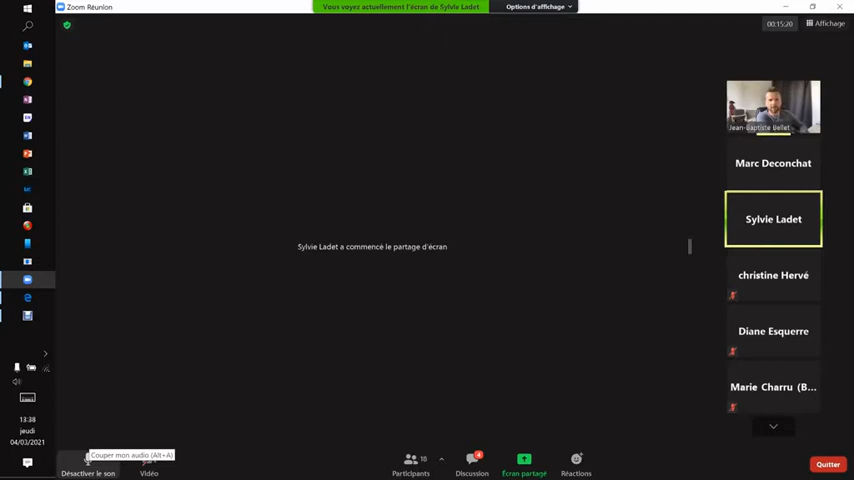 Zoom Réunion
Vous voyez actuellement l'écran de Sylvie Ladet
Options d'affichage
00:15:20
Affichage
Jean-Baptiste Bellet
Marc Deconchat
Sylvie Ladet
Sylvie Ladet a commencé le partage d'écran
christine Hervé
Diane Esquerre
Marie Charru (B...
13:38
jeudi
04/03/2021
Couper mon audio (Alt+A)
Désactiver le son
Vidéo
18
Participants
4
Discussion
Écran partagé
Réactions
Quitter